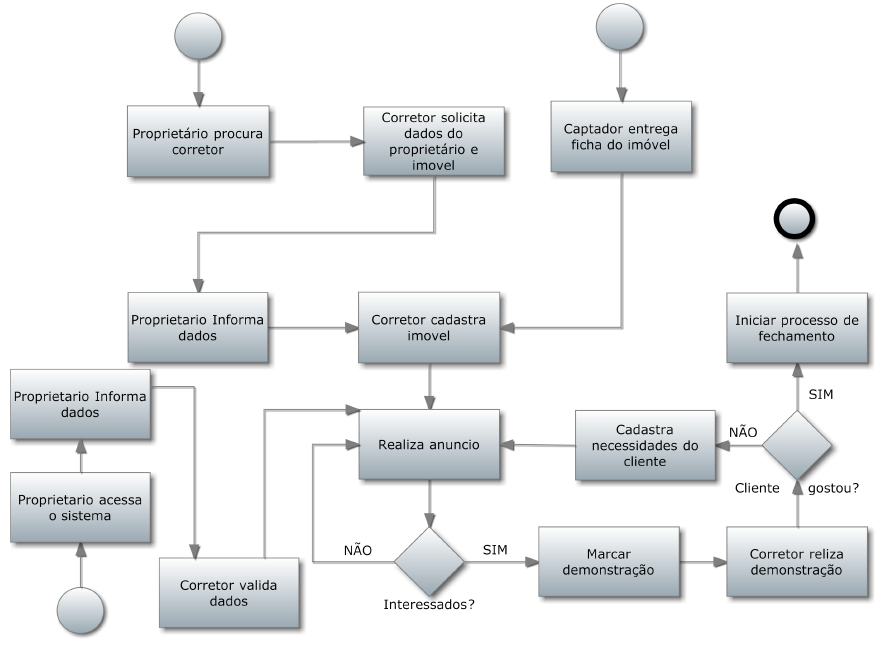 Proprietário procura
corretor
Corretor solicita
dados do
proprietário e
imovel
Captador entrega
ficha do imóvel
Proprietario Informa
dados
Corretor cadastra
imovel
Iniciar processo de
fechamento
Proprietario Informa
dados
SIM
Realiza anuncio
Cadastra
necessidades do
cliente
NÃO
Cliente gostou?
Proprietario acessa
o sistema
NÃO
SIM
Marcar
demonstração
Corretor reliza
demonstração
Corretor valida
dados
Interessados?